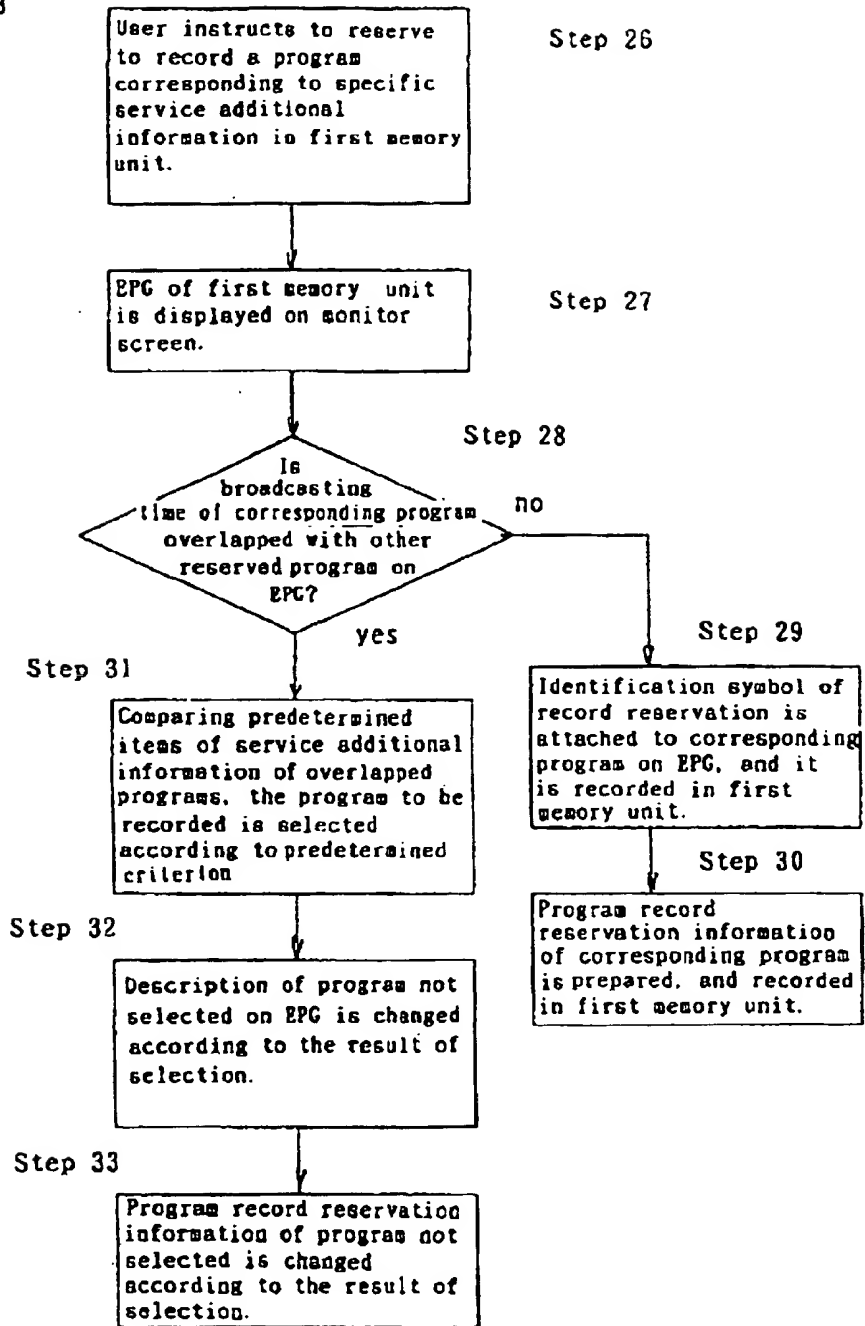 User instructs to reserve
to record a program
corresponding to specific
service additional
information in first memory
unit.
Step 26
EPG of first memory unit
is displayed on monitor
screen.
Step 27
Step 28
Is
broadcasting
time of corresponding program
overlapped with other
reserved program on
EPG?
no
yes
Step 29
Identification symbol of
record reservation is
attached to corresponding
program on EPG, and it
is recorded in first
memory unit.
Step 30
Program record
reservation information
of corresponding program
is prepared, and recorded
in first memory unit.
Step 31
Comparing predetermined
items of service additional
information of overlapped
programs, the program to be
recorded is selected
according to predetermined
criterion
Step 32
Description of program not
selected on EPG is changed
according to the result of
selection.
Step 33
Program record reservation
information of program not
selected is changed
according to the result of
selection.